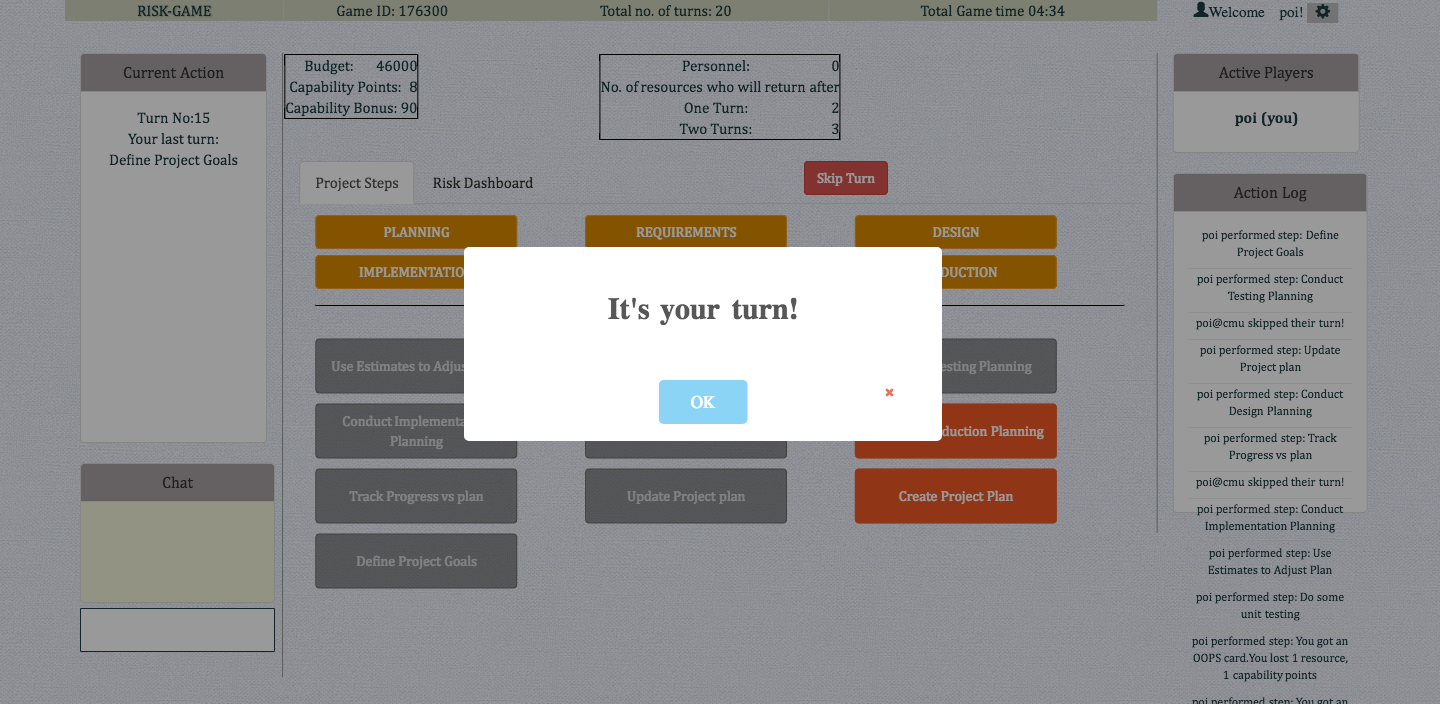 RISK-GAME
Game ID: 176300
Total no. of turns: 20
Total Game time 04:34
Welcome poi!
Current Action
Turn No:15
Your last turn:
Define Project Goals
Chat
Budget: 46000
Capability Points: 8
Capability Bonus: 90
Personnel: 0
No. of resources who will return after
One Turn: 2
Two Turns: 3
Project Steps
Risk Dashboard
Skip Turn
PLANNING
REQUIREMENTS
DESIGN
IMPLEMENTATIO
DUCTION
It's your turn!
OK
Use Estimates to Adju
esting Planning
Conduct Implementa
Planning
duction Planning
Track Progress vs plan
Update Project plan
Create Project Plan
Define Project Goals
Active Players
poi (you)
Action Log
poi performed step: Define
Project Goals
poi performed step: Conduct
Testing Planning
poi@cmu skipped their turn!
poi performed step: Update
Project plan
poi performed step: Conduct
Design Planning
poi performed step: Track
Progress vs plan
poi@cmu skipped their turn!
poi performed step: Conduct
Implementation Planning
poi performed step: Use
Estimates to Adjust Plan
poi performed step: Do some
unit testing
poi performed step: You got an
OOPS card.You lost 1 resource,
1 capability points
poi performed step: You got an